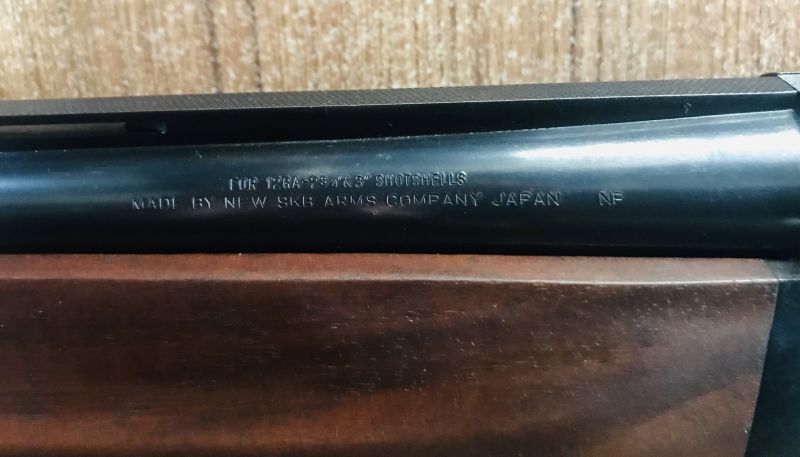 FOR 12GA-2¾"&3" SHOTSHELLS
MADE BY NEW SKB ARMS COMPANY JAPAN NP